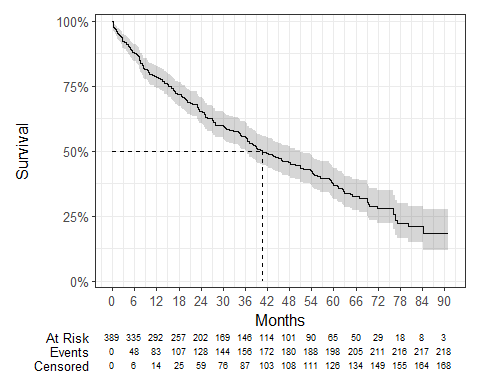 100%
75%
50%
25%
0%
Survival
0 6 12 18 24 30 36 42 48 54 60 66 72 78 84 90
Months
At Risk 389 335 292 257 202 169 146 114 101 90 65 50 29 18 8 3
Events 0 48 83 107 128 144 156 172 180 188 198 205 211 216 217 218
Censored 0 6 14 25 59 76 87 103 108 111 126 134 149 155 164 168